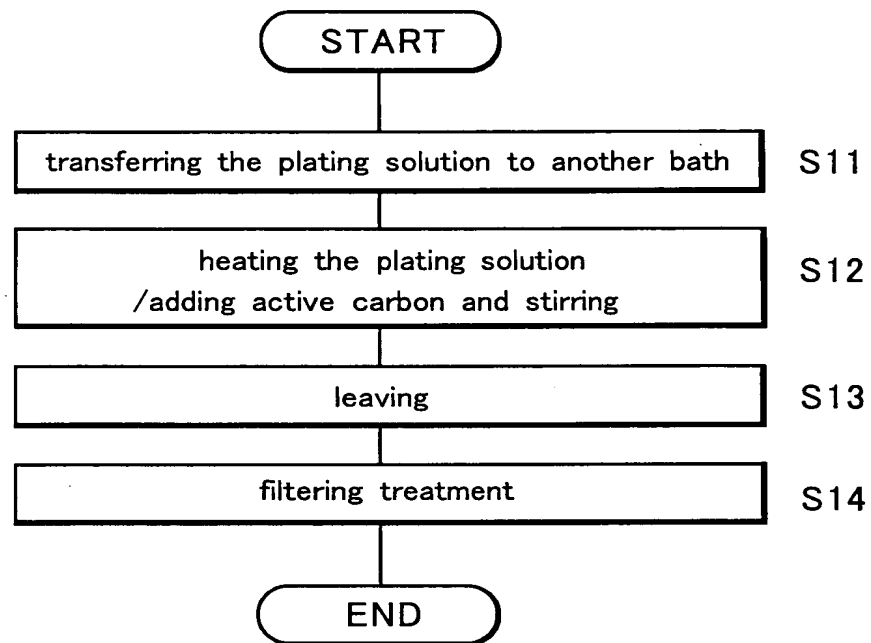 START
transferring the plating solution to another bath S11
heating the plating solution
/adding active carbon and stirring
S12
leaving S13
filtering treatment S14
END